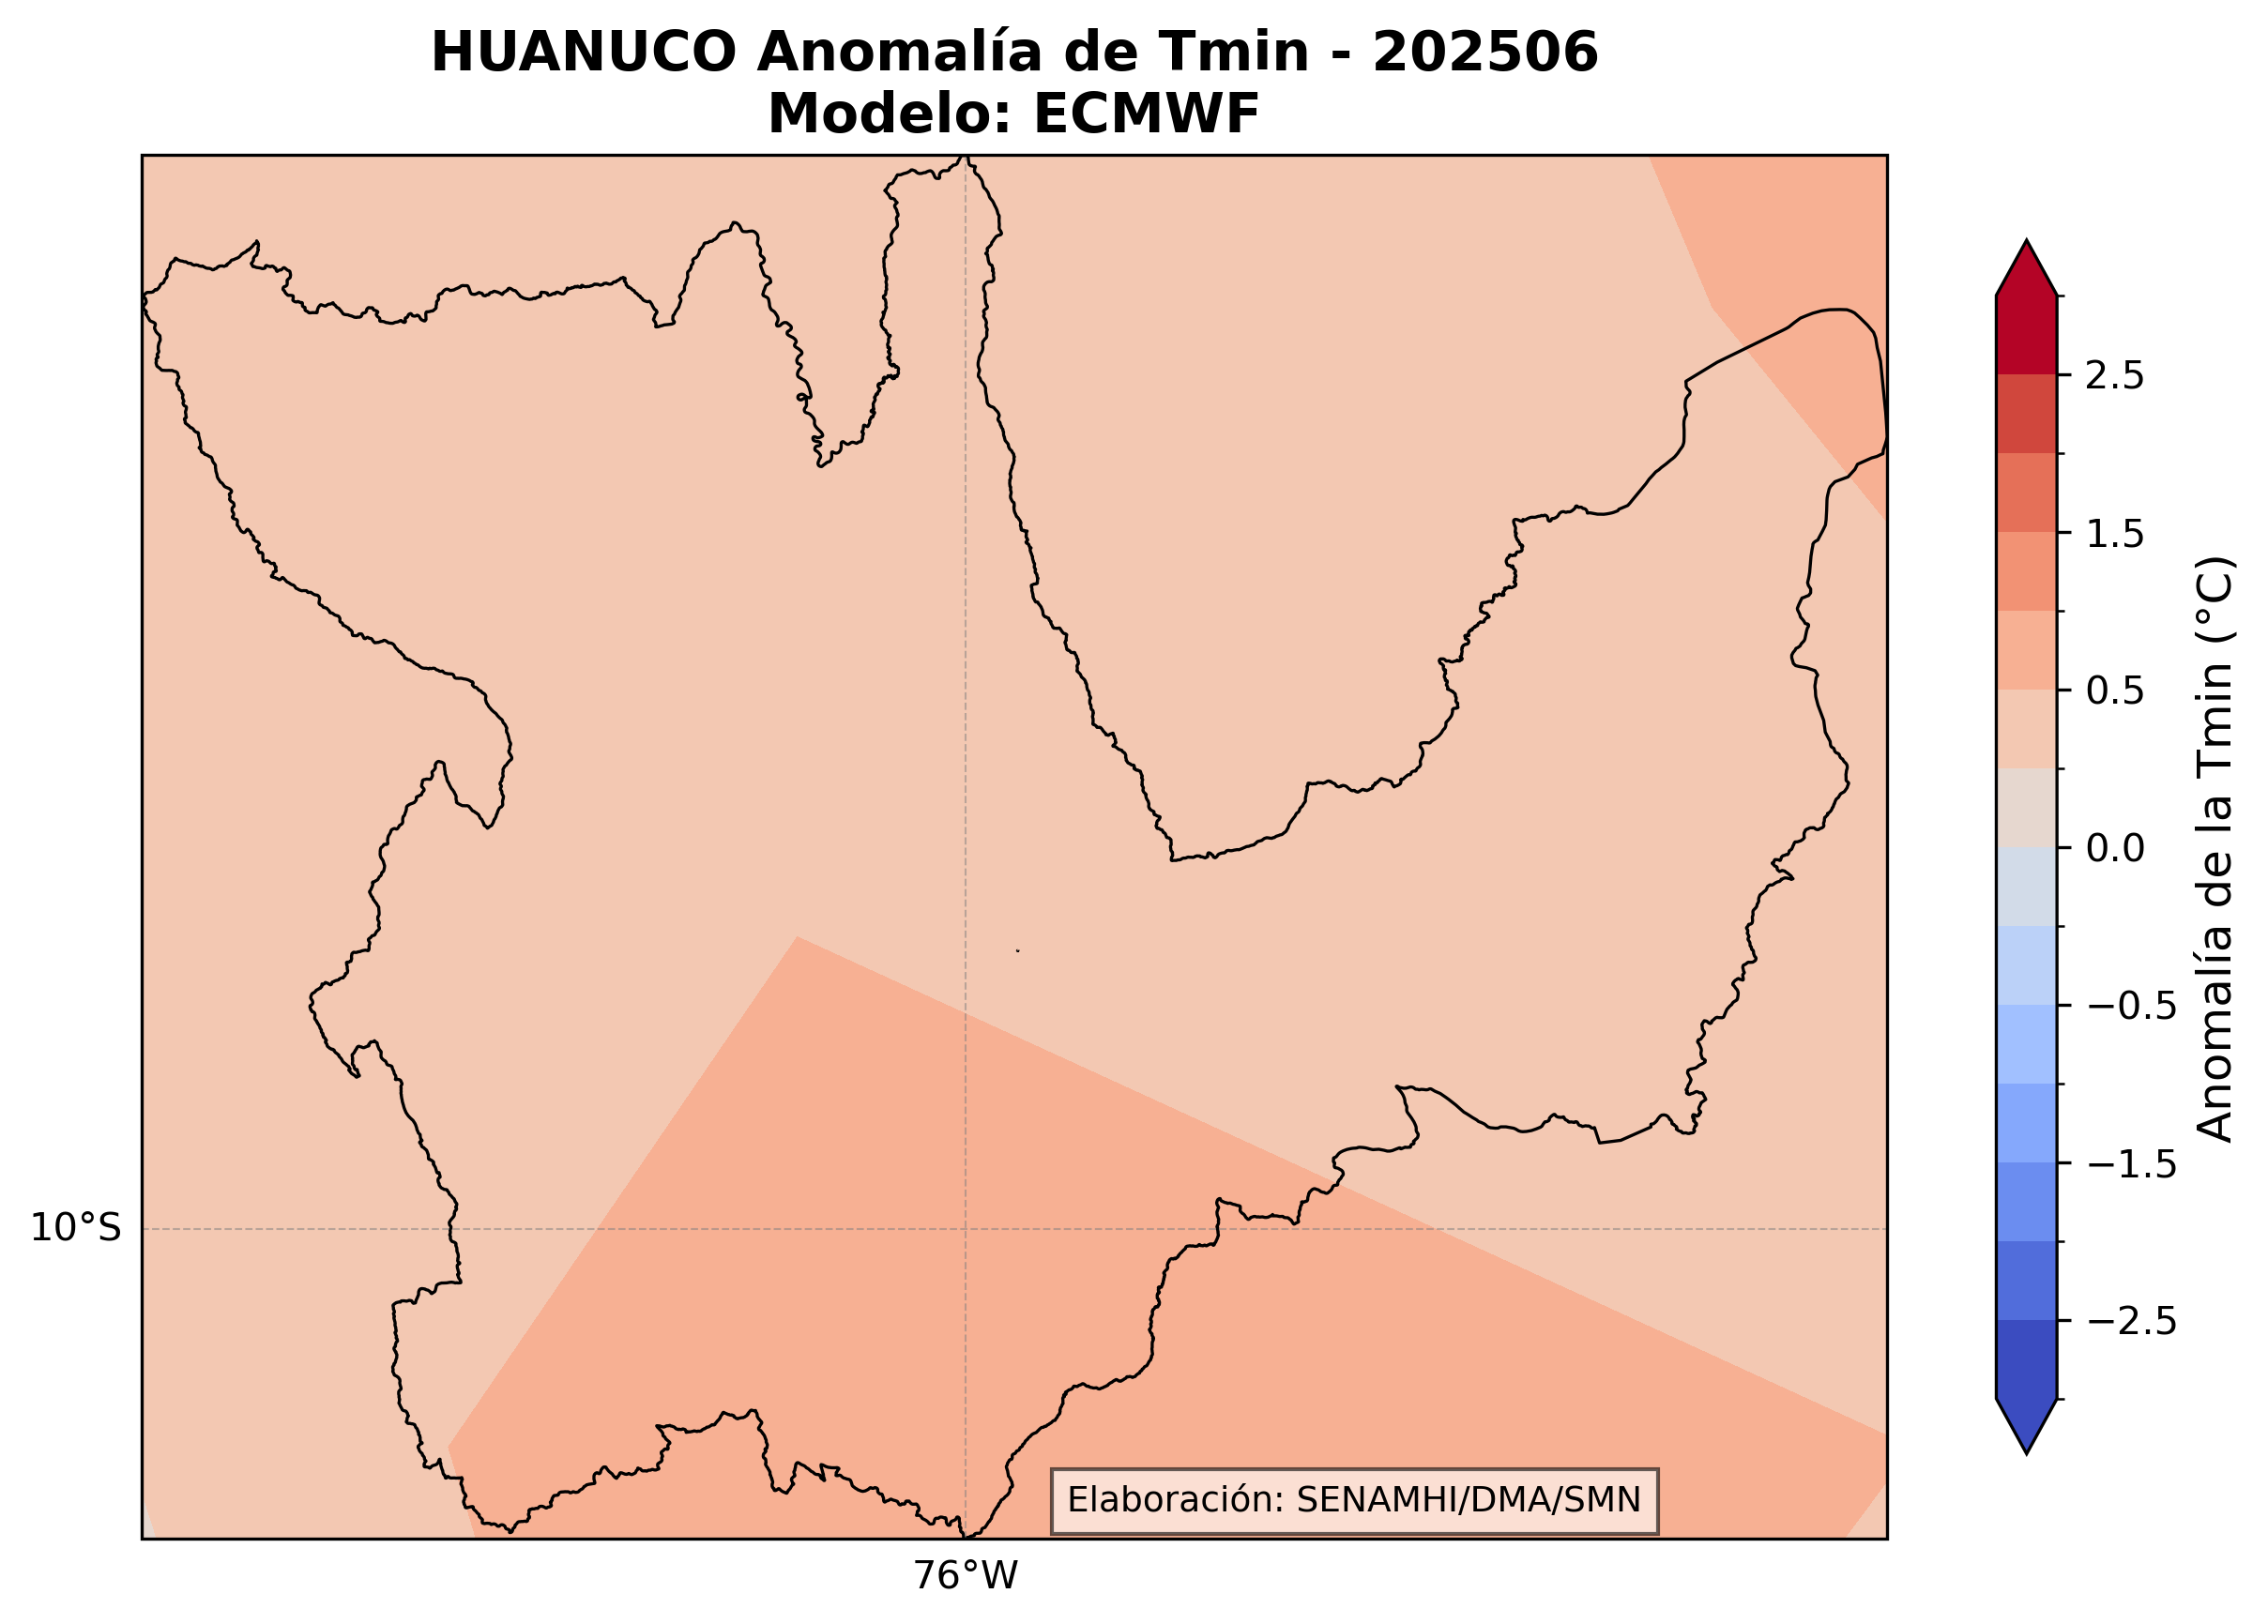 HUANUCO Anomalía de Tmin - 202506
Modelo: ECMWF
2.5
1.5
0.5
0.0
−0.5
−1.5
−2.5
Anomalía de la Tmin (°C)
10°S
76°W
Elaboración: SENAMHI/DMA/SMN